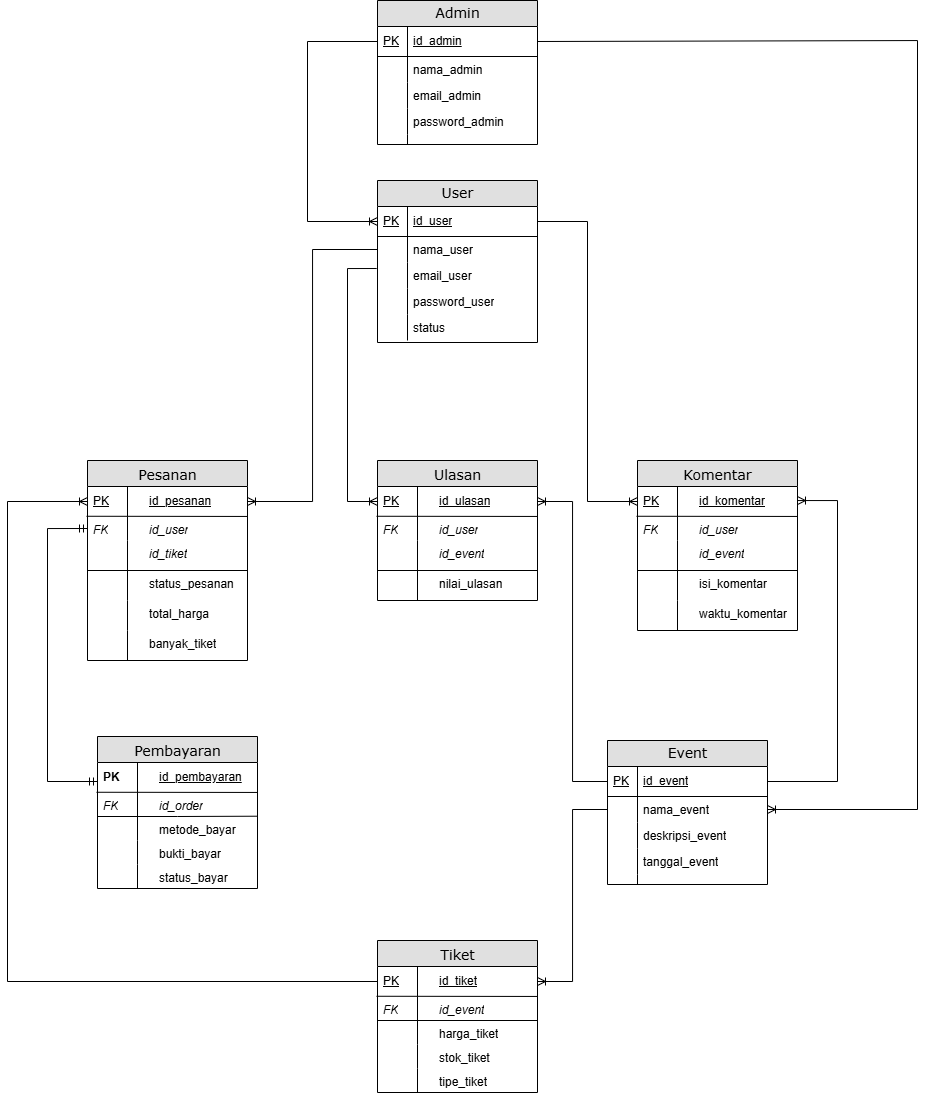 Admin
PK id_admin
nama_admin
email_admin
password_admin
User
PK id_user
nama_user
email_user
password_user
status
Pesanan
PK id_pesanan
FK id_user
id_tiket
status_pesanan
total_harga
banyak_tiket
Ulasan
PK id_ulasan
FK id_user
id_event
nilai_ulasan
Komentar
PK id_komentar
FK id_user
id_event
isi_komentar
waktu_komentar
Pembayaran
PK id_pembayaran
FK id_order
metode_bayar
bukti_bayar
status_bayar
Event
PK id_event
nama_event
deskripsi_event
tanggal_event
Tiket
PK id_tiket
FK id_event
harga_tiket
stok_tiket
tipe_tiket